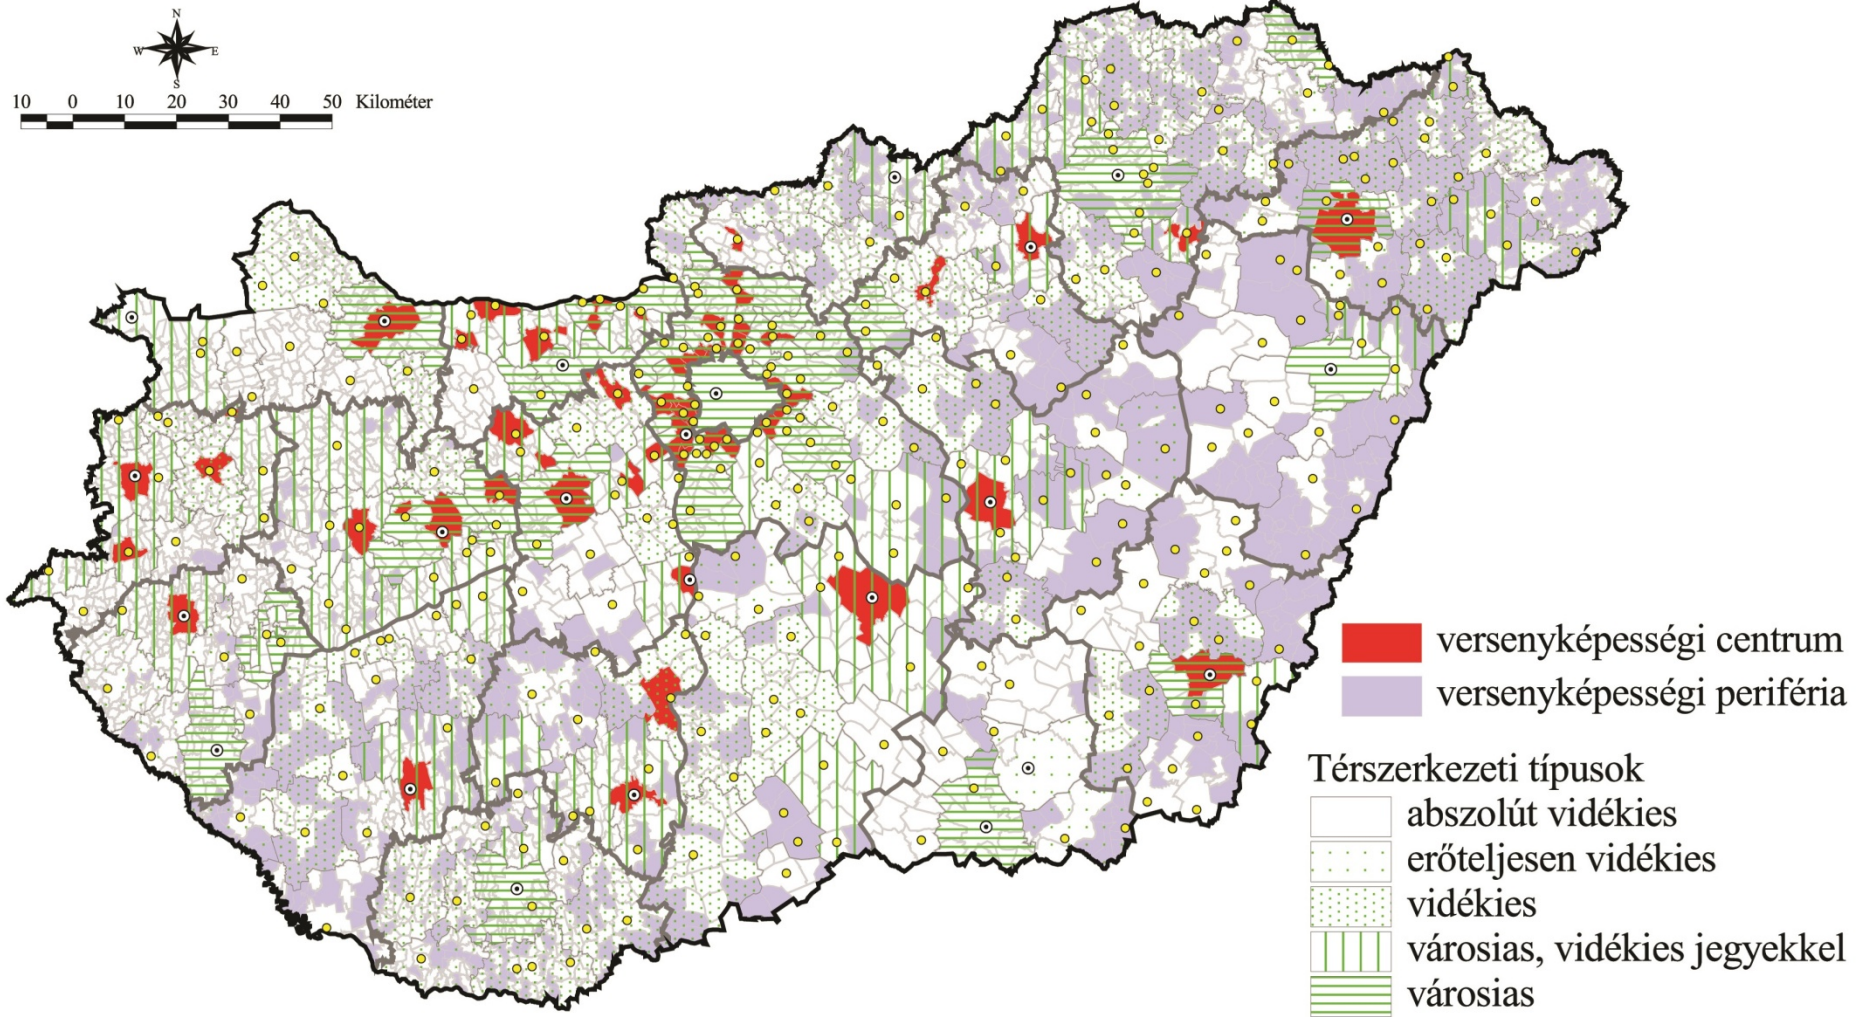 N
W E
S
10 0 10 20 30 40 50 Kilométer
versenyképességi centrum
versenyképességi periféria
Térszerkezeti típusok
abszolút vidékies
erőteljesen vidékies
vidékies
városias, vidékies jegyekkel
városias